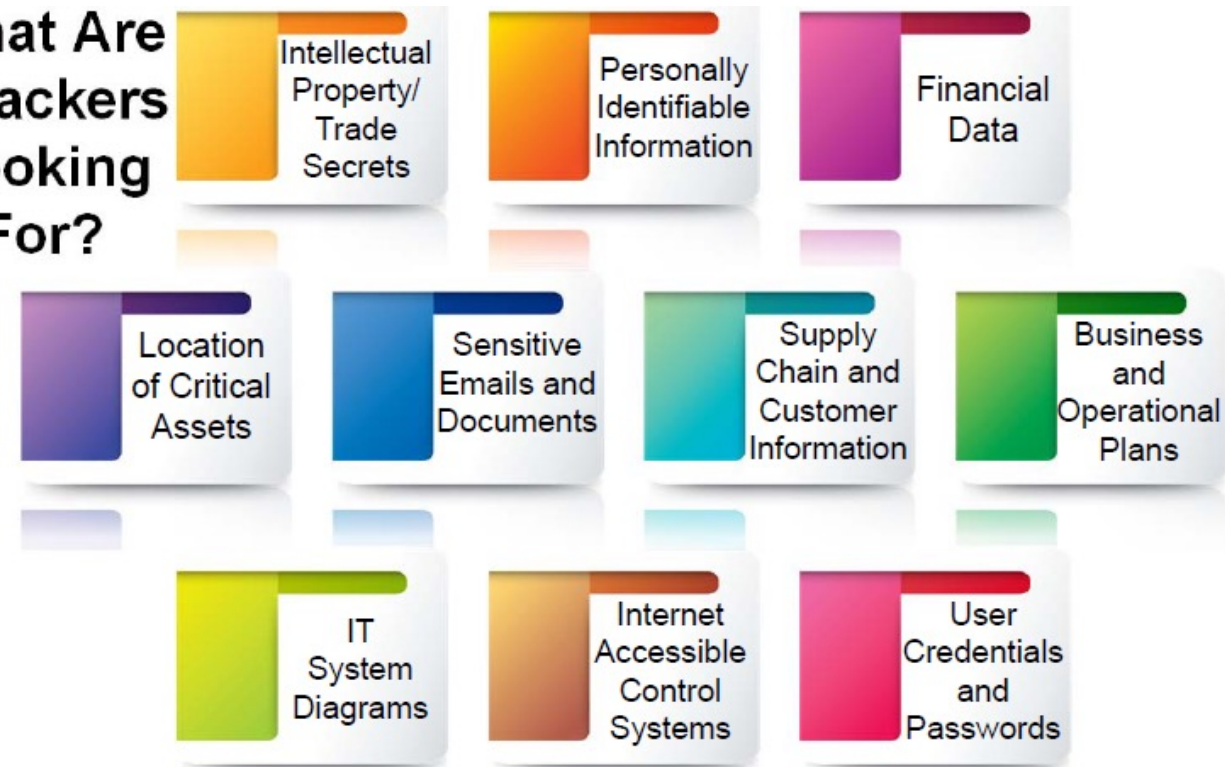 hat Are
ackers
ooking
For?
Intellectual
Property/
Trade
Secrets
Personally
Identifiable
Information
Financial
Data
Location
of Critical
Assets
Sensitive
Emails and
Documents
Supply
Chain and
Customer
Information
Business
and
Operational
Plans
IT
System
Diagrams
Internet
Accessible
Control
Systems
User
Credentials
and
Passwords